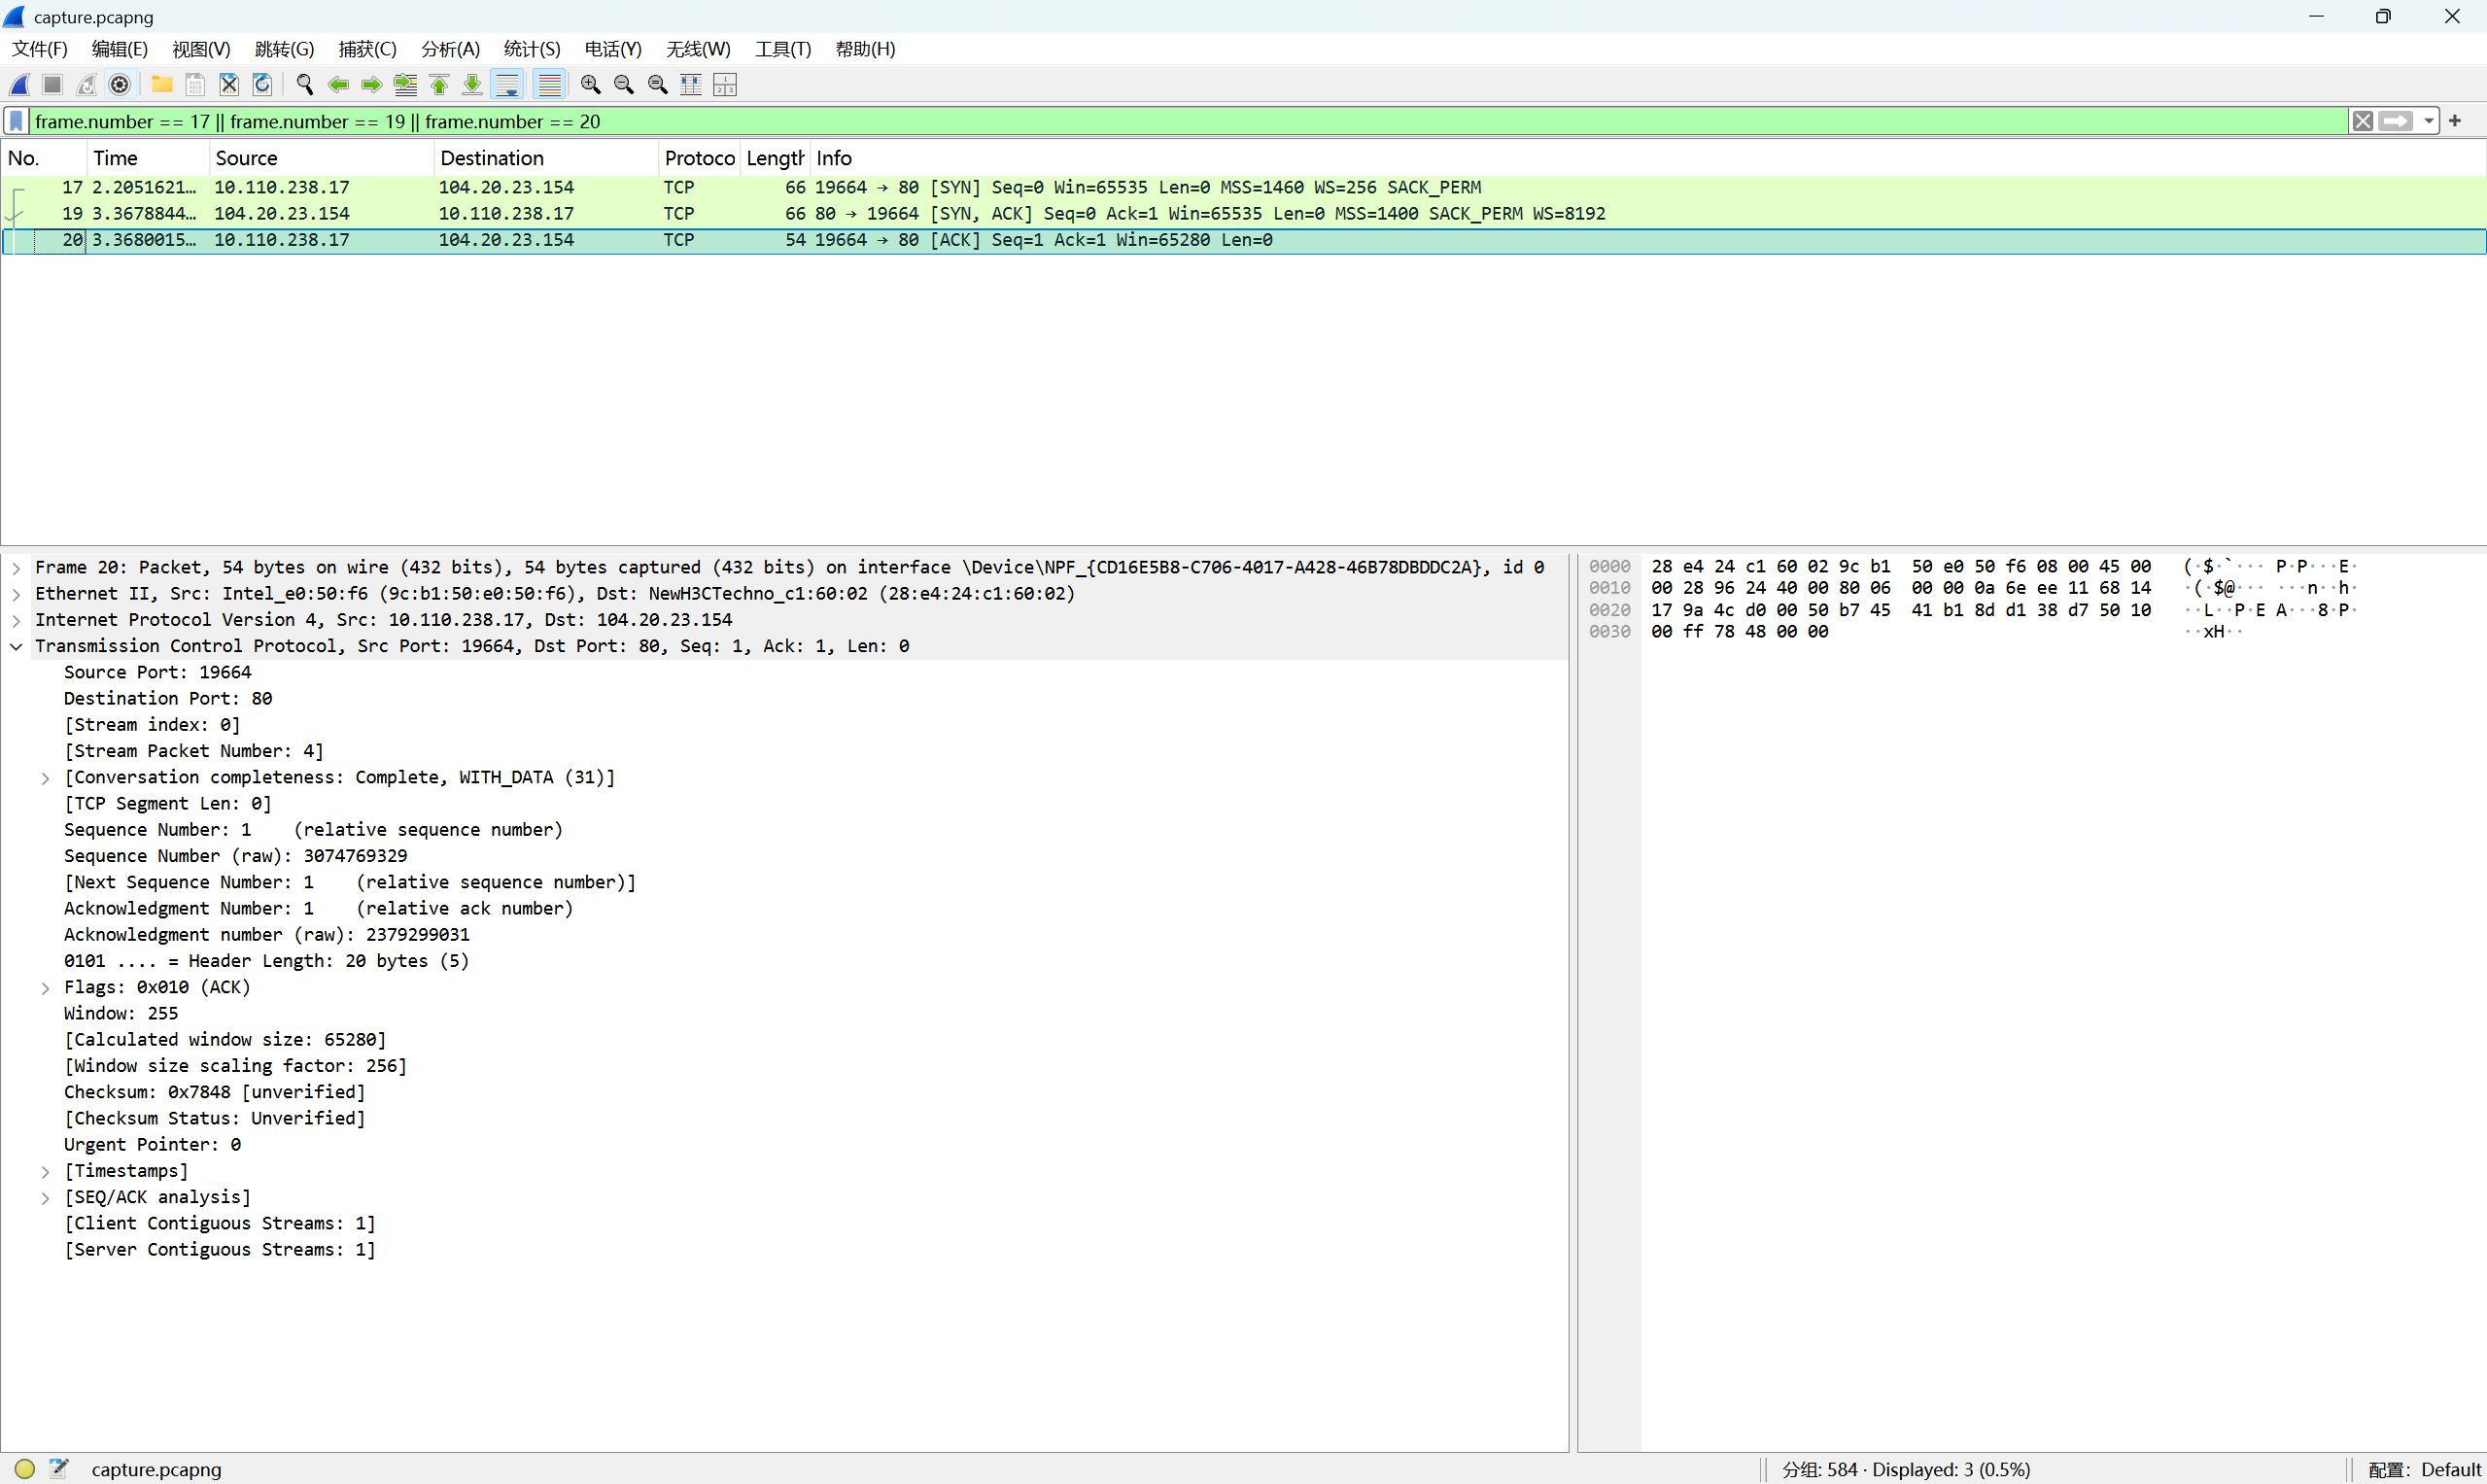 capture.pcapng
文件(F) 编辑(E) 视图(V) 跳转(G) 捕获(C) 分析(A) 统计(S) 电话(Y) 无线(W) 工具(T) 帮助(H)
frame.number == 17 || frame.number == 19 || frame.number == 20
No. Time Source Destination Protoco Length Info
17 2.2051621… 10.110.238.17 104.20.23.154 TCP 66 19664 → 80 [SYN] Seq=0 Win=65535 Len=0 MSS=1460 WS=256 SACK_PERM
19 3.3678844… 104.20.23.154 10.110.238.17 TCP 66 80 → 19664 [SYN, ACK] Seq=0 Ack=1 Win=65535 Len=0 MSS=1400 SACK_PERM WS=8192
20 3.3680015… 10.110.238.17 104.20.23.154 TCP 54 19664 → 80 [ACK] Seq=1 Ack=1 Win=65280 Len=0
Frame 20: Packet, 54 bytes on wire (432 bits), 54 bytes captured (432 bits) on interface \Device\NPF_{CD16E5B8-C706-4017-A428-46B78DBDDC2A}, id 0
Ethernet II, Src: Intel_e0:50:f6 (9c:b1:50:e0:50:f6), Dst: NewH3CTechno_c1:60:02 (28:e4:24:c1:60:02)
Internet Protocol Version 4, Src: 10.110.238.17, Dst: 104.20.23.154
Transmission Control Protocol, Src Port: 19664, Dst Port: 80, Seq: 1, Ack: 1, Len: 0
Source Port: 19664
Destination Port: 80
[Stream index: 0]
[Stream Packet Number: 4]
[Conversation completeness: Complete, WITH_DATA (31)]
[TCP Segment Len: 0]
Sequence Number: 1    (relative sequence number)
Sequence Number (raw): 3074769329
[Next Sequence Number: 1    (relative sequence number)]
Acknowledgment Number: 1    (relative ack number)
Acknowledgment number (raw): 2379299031
0101 .... = Header Length: 20 bytes (5)
Flags: 0x010 (ACK)
Window: 255
[Calculated window size: 65280]
[Window size scaling factor: 256]
Checksum: 0x7848 [unverified]
[Checksum Status: Unverified]
Urgent Pointer: 0
[Timestamps]
[SEQ/ACK analysis]
[Client Contiguous Streams: 1]
[Server Contiguous Streams: 1]
0000 28 e4 24 c1 60 02 9c b1 50 e0 50 f6 08 00 45 00 (·$·`··· P·P···E·
0010 00 28 96 24 40 00 80 06 00 00 0a 6e ee 11 68 14 ·(·$@··· ···n··h·
0020 17 9a 4c d0 00 50 b7 45 41 b1 8d d1 38 d7 50 10 ··L··P·E A···8·P·
0030 00 ff 78 48 00 00 ··xH··
capture.pcapng 分组: 584 · Displayed: 3 (0.5%) 配置: Default